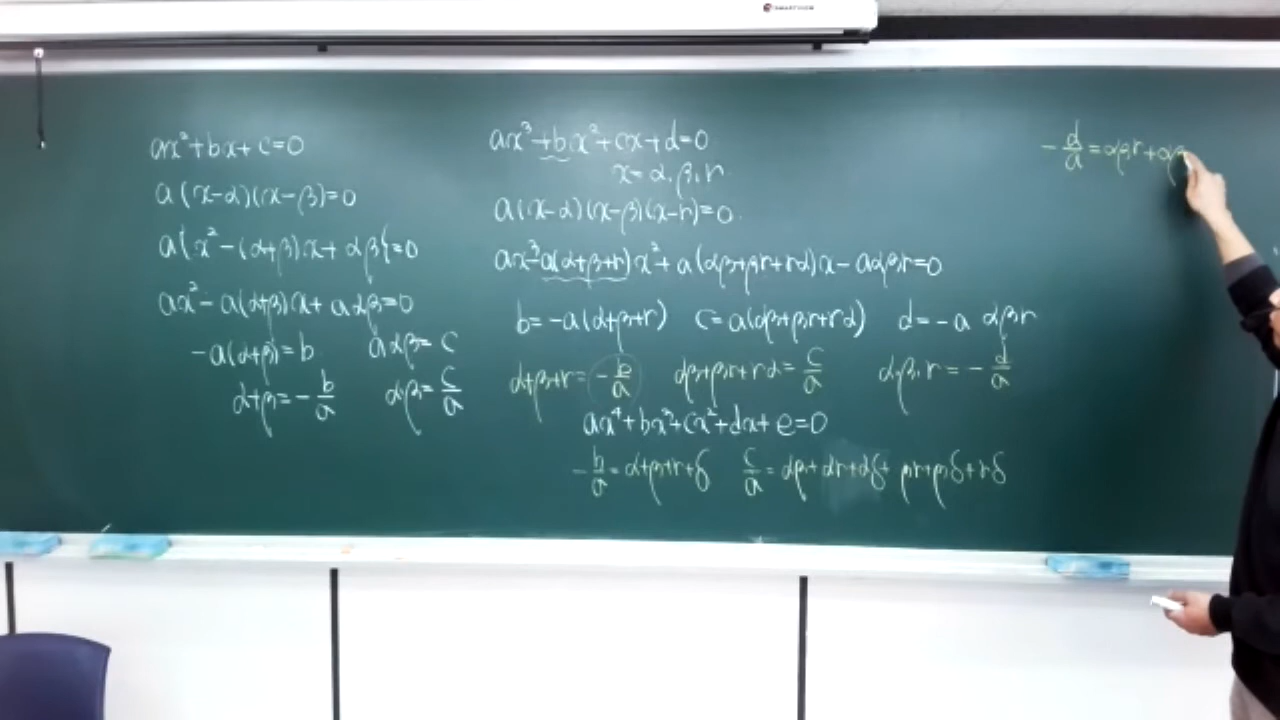 ax² + bx + c = 0
a(x-α)(x-β) = 0
a{x² - (α+β)x + αβ} = 0
ax² - a(α+β)x + aαβ = 0
-a(α+β) = b aαβ = c
α+β = -b/a αβ = c/a
ax³ + bx² + cx + d = 0
x = α, β, r
a(x-α)(x-β)(x-r) = 0
ax³ - a(α+β+r)x² + a(αβ+βr+rα)x - aαβr = 0
b = -a(α+β+r) c = a(αβ+βr+rα) d = -a αβr
α+β+r = -b/a αβ+βr+rα = c/a αβr = -d/a
ax⁴ + bx³ + cx² + dx + e = 0
-b/a = α+β+r+δ c/a = αβ+αr+αδ+ βr+βδ+rδ
-d/a = αβr + αβ